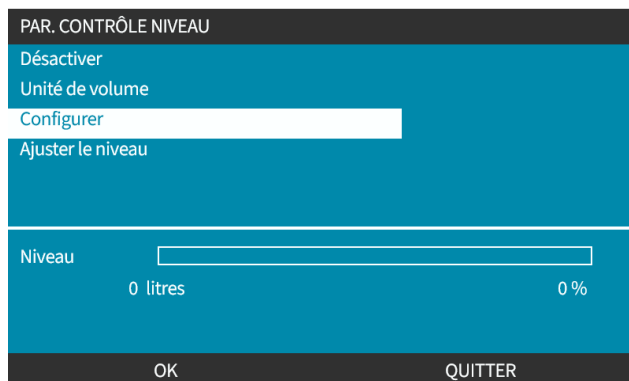 PAR. CONTRÔLE NIVEAU
Désactiver
Unité de volume
Configurer
Ajuster le niveau
Niveau
0 litres 0 %
OK QUITTER